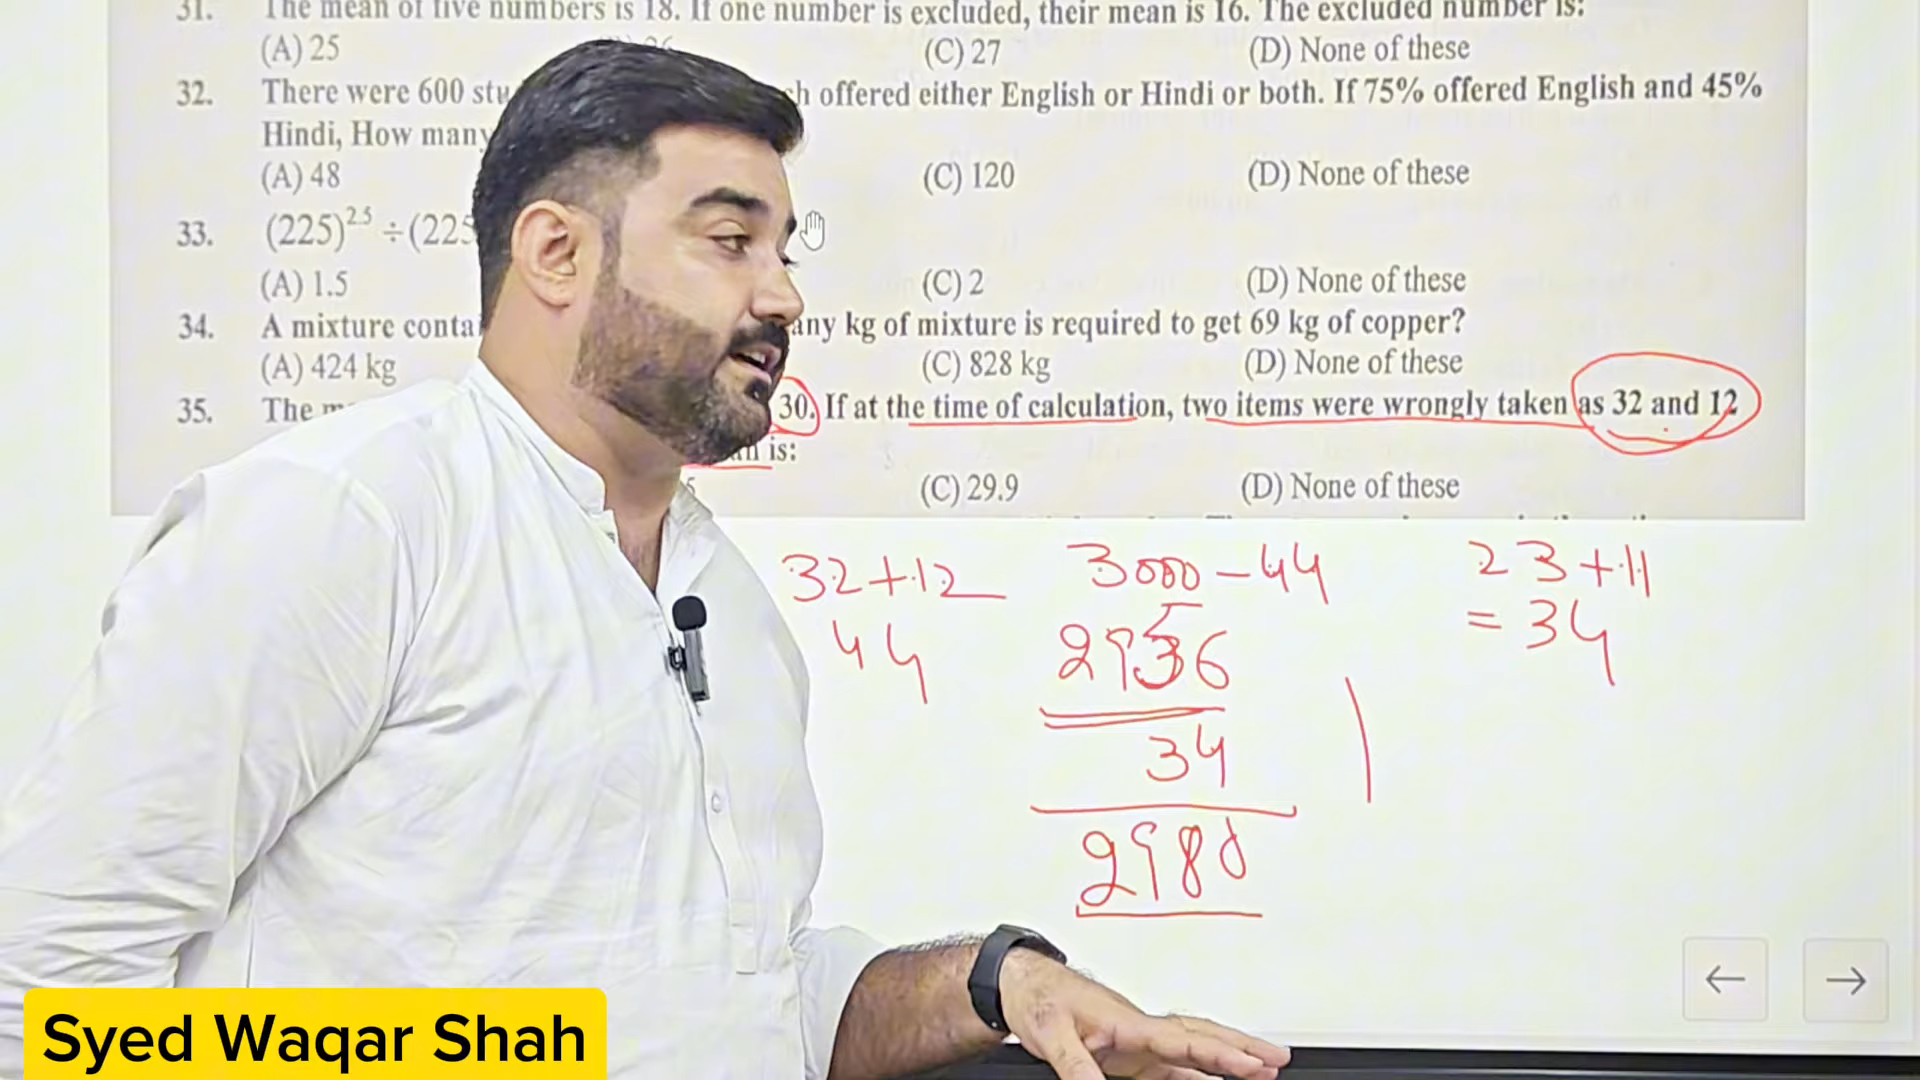 31. The mean of five numbers is 18. If one number is excluded, their mean is 16. The excluded number is:
(A) 25 (C) 27 (D) None of these
32. There were 600 offered either English or Hindi or both. If 75% offered English and 45%
Hindi, How many
(A) 48 (C) 120 (D) None of these
33. (225)^2.5 ÷ (225
(A) 1.5 (C) 2 (D) None of these
34. A mixture kg of mixture is required to get 69 kg of copper?
(A) 424 kg (C) 828 kg (D) None of these
35. The 30. If at the time of calculation, two items were wrongly taken as 32 and 12
is:
(C) 29.9 (D) None of these
32+12 3000-44 23+11
44 2956 = 34
34
2980
← →
Syed Waqar Shah